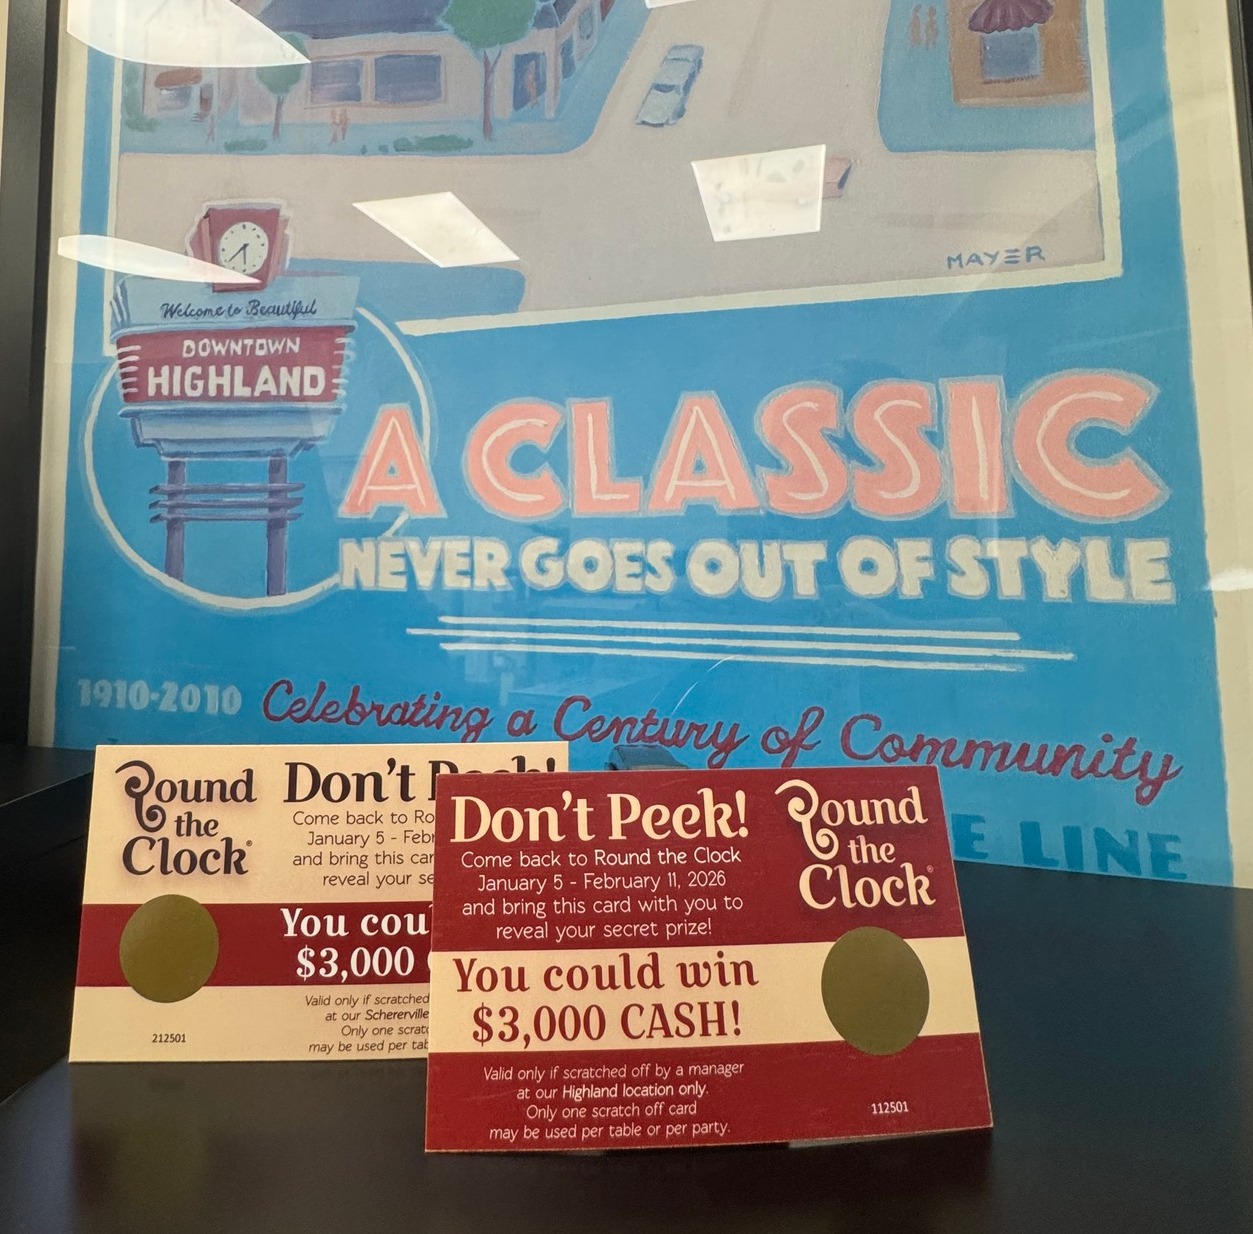 MAYER
Welcome to Beautiful
DOWNTOWN
HIGHLAND
A CLASSIC
NEVER GOES OUT OF STYLE
1910-2010
Celebrating a Century of Community
E LINE
Round
the
Clock
Don't
Come back to Ro
January 5 - Febr
and bring this car
reveal your se
You cou
$3,000
Valid only if scratched
at our Schererville
Only one scratc
may be used per tab
212501
Don't Peek!
Come back to Round the Clock
January 5 - February 11, 2026
and bring this card with you to
reveal your secret prize!
You could win
$3,000 CASH!
Valid only if scratched off by a manager
at our Highland location only.
Only one scratch off card
may be used per table or per party.
Round
the
Clock®
112501